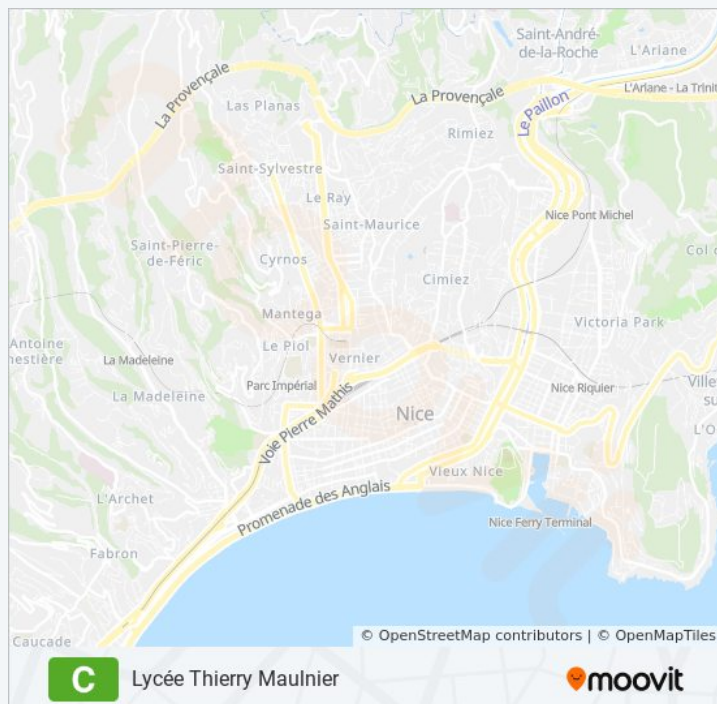 Saint-André-
de-la-Roche
L'Ariane
La Provençale
La Provençale
L'Ariane - La Trinit
Las Planas
Le Paillon
Rimiez
Saint-Sylvestre
Le Ray
Saint-Maurice
Nice Pont Michel
Saint-Pierre-
de-Féric
Cyrnos
Cimiez
Col d
Mantega
Victoria Park
Antoine
nestière
Le Piol
Vernier
La Madeleine
Parc Impérial
Nice Riquier
Ville
su
La Madeleine
Voie Pierre Mathis
Nice
L'O
Vieux Nice
L'Archet
Promenade des Anglais
Nice Ferry Terminal
Fabron
Caucade
© OpenStreetMap contributors | © OpenMapTiles
C
Lycée Thierry Maulnier
moovit